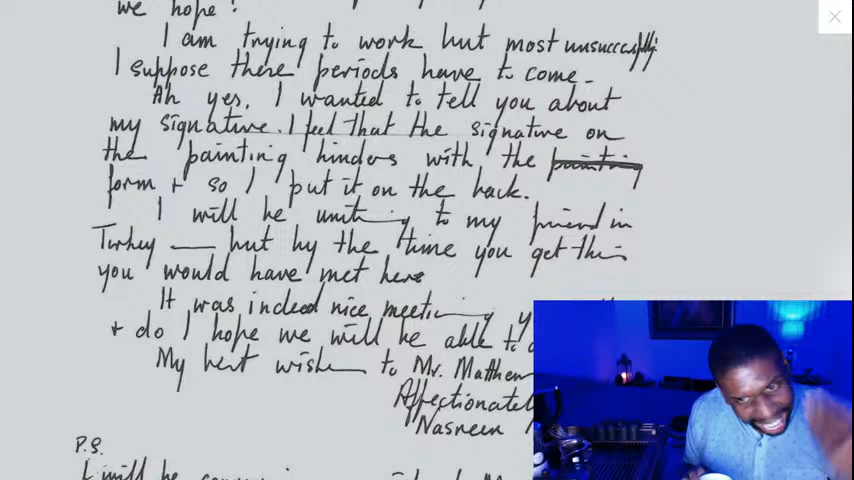 we hope!
I am trying to work but most unsuccessfully
I suppose there periods have to come -
Ah yes, I wanted to tell you about
my signature. I feel that the signature on
the painting hinders with the painting
form + so I put it on the back.
I will be writing to my friend in
Turkey — but by the time you get this
you would have met here
It was indeed nice meeting
+ do I hope we will be able to
My best wishes to Mr. Matthew
Affectionately
Nasreen
P.S.
I will be